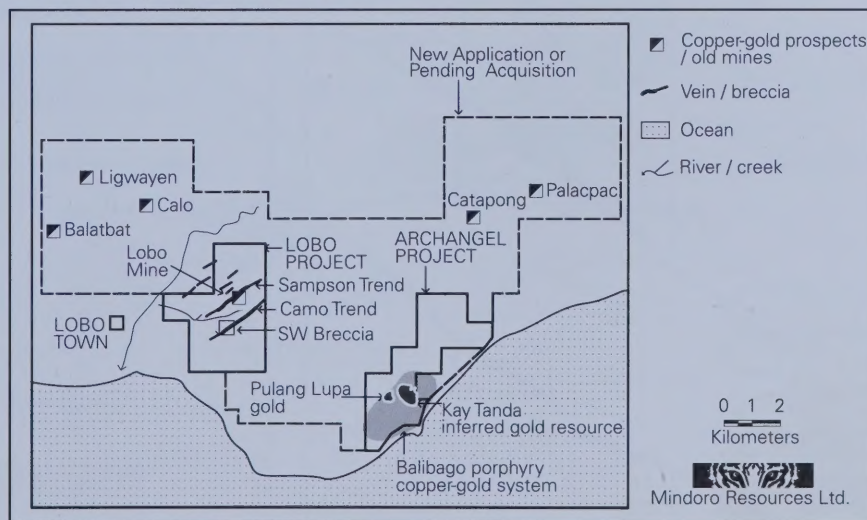 New Application or
Pending Acquisition
Ligwayen
Calo
Balatbat
Catapong
Palacpac
Lobo
Mine
LOBO
PROJECT
ARCHANGEL
PROJECT
Sampson Trend
Camo Trend
SW Breccia
LOBO
TOWN
Pulang Lupa
gold
Kay Tanda
inferred gold resource
Balibago porphyry
copper-gold system
Copper-gold prospects
/ old mines
Vein / breccia
Ocean
River / creek
0 1 2
Kilometers
Mindoro Resources Ltd.